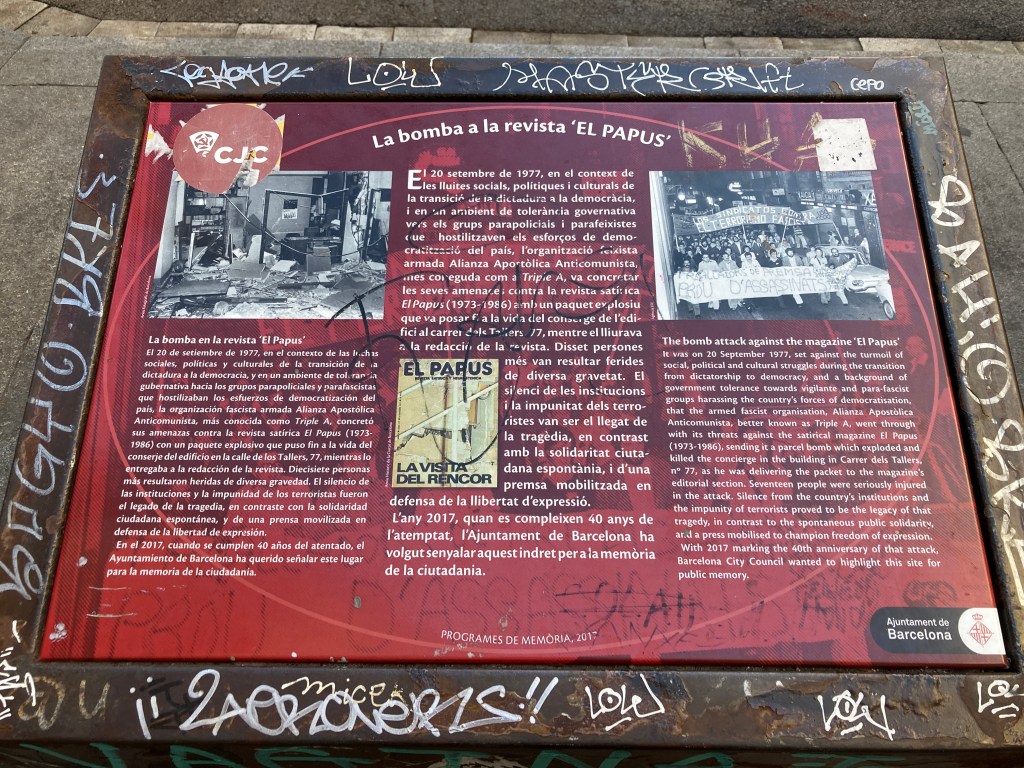 LOW
CEPO
CJC
La bomba a la revista 'EL PAPUS'
El 20 setembre de 1977, en el context de
les lluites socials, polítiques i culturals de
la transició de la dictadura a la democràcia,
i en un ambient de tolerància governativa
vers els grups parapolicials i parafeixistes
que hostilitzaven els esforços de demo-
cratització del país, l'organització feixista
armada Alianza Apostólica Anticomunista,
més coneguda com a Triple A, va concretar
les seves amenaces contra la revista satírica
El Papus (1973-1986) amb un paquet explosiu
que va posar fi a la vida del conserge de l'edi-
fici al carrer dels Tallers, 77, mentre el lliurava
a la redacció de la revista. Disset persones
més van resultar ferides
de diversa gravetat. El
silenci de les institucions
i la impunitat dels terro-
ristes van ser el llegat de
la tragèdia, en contrast
amb la solidaritat ciuta-
dana espontània, i d'una
premsa mobilitzada en
defensa de la llibertat d'expressió.
L'any 2017, quan es compleixen 40 anys de
l'atemptat, l'Ajuntament de Barcelona ha
volgut senyalar aquest indret per a la memòria
de la ciutadania.
EL PAPUS
LA VISITA
DEL RENCOR
La bomba en la revista 'El Papus'
El 20 de setiembre de 1977, en el contexto de las luchas
sociales, políticas y culturales de la transición de la
dictadura a la democracia, y en un ambiente de tolerancia
gubernativa hacia los grupos parapoliciales y parafascistas
que hostilizaban los esfuerzos de democratización del
país, la organización fascista armada Alianza Apostólica
Anticomunista, más conocida como Triple A, concretó
sus amenazas contra la revista satírica El Papus (1973-
1986) con un paquete explosivo que puso fin a la vida del
conserje del edificio en la calle de los Tallers, 77, mientras lo
entregaba a la redacción de la revista. Diecisiete personas
más resultaron heridas de diversa gravedad. El silencio de
las instituciones y la impunidad de los terroristas fueron
el legado de la tragedia, en contraste con la solidaridad
ciudadana espontánea, y de una prensa movilizada en
defensa de la libertad de expresión.
En el 2017, cuando se cumplen 40 años del atentado, el
Ayuntamiento de Barcelona ha querido señalar este lugar
para la memoria de la ciudadanía.
SINDICATOS CONTRA
TERRORISMO
D'ASSASSINATS
The bomb attack against the magazine 'El Papus'
It was on 20 September 1977, set against the turmoil of
social, political and cultural struggles during the transition
from dictatorship to democracy, and a background of
government tolerance towards vigilante and para-fascist
groups harassing the country's forces of democratisation,
that the armed fascist organisation, Alianza Apostòlica
Anticomunista, better known as Triple A, went through
with its threats against the satirical magazine El Papus
(1973-1986), sending it a parcel bomb which exploded and
killed the concierge in the building in Carrer dels Tallers,
nº 77, as he was delivering the packet to the magazine's
editorial section. Seventeen people were seriously injured
in the attack. Silence from the country's institutions and
the impunity of terrorists proved to be the legacy of that
tragedy, in contrast to the spontaneous public solidarity,
and a press mobilised to champion freedom of expression.
With 2017 marking the 40th anniversary of that attack,
Barcelona City Council wanted to highlight this site for
public memory.
PROGRAMES DE MEMÒRIA, 2017
Ajuntament de
Barcelona
mice
LOW
LOW